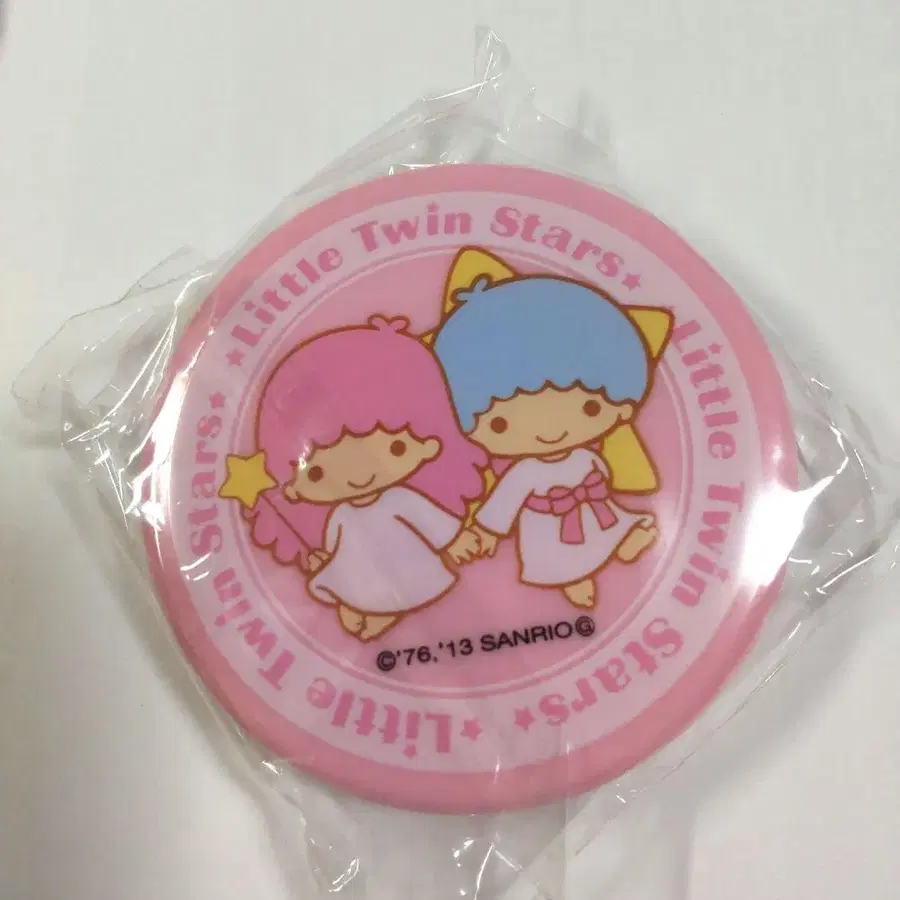 ★Little Twin Stars★
Little Twin Stars★
★Little Twin Stars★
©'76,'13 SANRIO Ⓖ